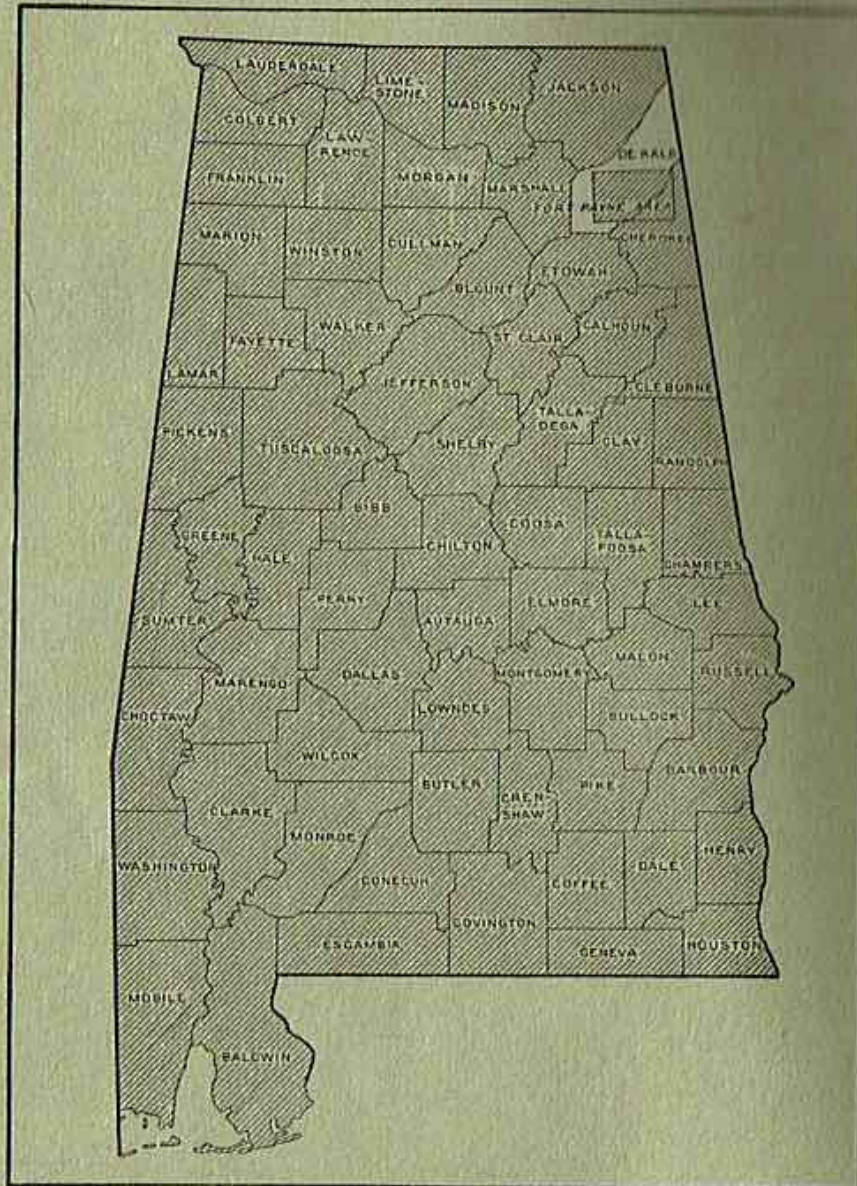 LAUDERDALE
LIME-
STONE
MADISON
JACKSON
COLBERT
LAW-
RENCE
DE KALB
FRANKLIN
MORGAN
MARSHALL
FORT PAYNE AREA
MARION
WINSTON
CULLMAN
CHEROKEE
ETOWAH
BLOUNT
FAYETTE
WALKER
ST CLAIR
CALHOUN
LAMAR
JEFFERSON
CLEBURNE
PICKENS
TUSCALOOSA
SHELBY
TALLA-
DEGA
CLAY
RANDOLPH
BIBB
GREENE
HALE
CHILTON
COOSA
TALLA-
POOSA
CHAMBERS
PERRY
AUTAUGA
ELMORE
LEE
SUMTER
MARENGO
DALLAS
MONTGOMERY
MACON
RUSSELL
CHOCTAW
LOWNDES
BULLOCK
WILCOX
BUTLER
CREN-
SHAW
PIKE
BARBOUR
CLARKE
MONROE
WASHINGTON
CONECUH
COFFEE
DALE
HENRY
COVINGTON
ESCAMBIA
GENEVA
HOUSTON
MOBILE
BALDWIN